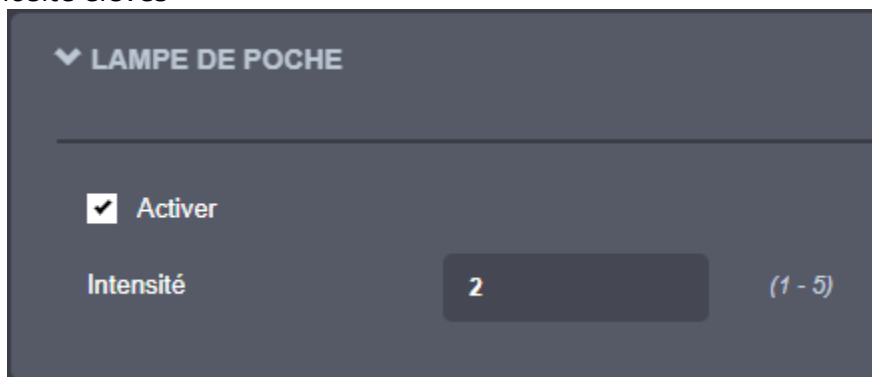 LAMPE DE POCHE
Activer
Intensité 2 (1 - 5)